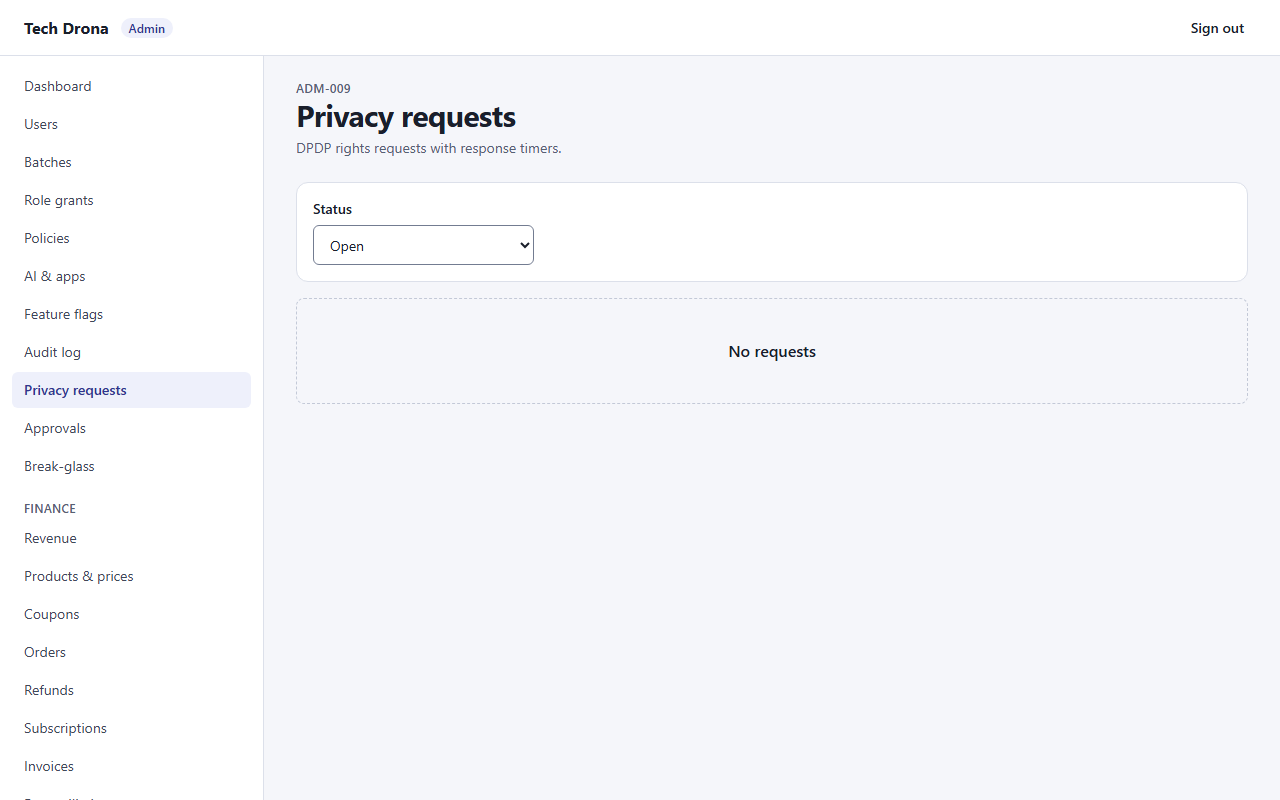 Tech Drona Admin Sign out
Dashboard
Users
Batches
Role grants
Policies
AI & apps
Feature flags
Audit log
Privacy requests
Approvals
Break-glass
FINANCE
Revenue
Products & prices
Coupons
Orders
Refunds
Subscriptions
Invoices
ADM-009
Privacy requests
DPDP rights requests with response timers.
Status
Open
No requests